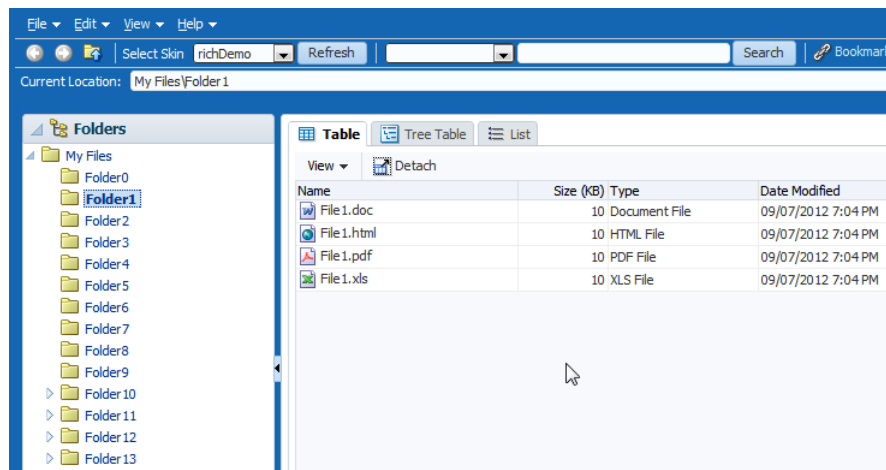 File Edit View Help
Select Skin richDemo Refresh Search Bookmar
Current Location: My Files\Folder1
Folders
Table Tree Table List
My Files
View Detach
Folder0
Folder1
Folder2
Folder3
Folder4
Folder5
Folder6
Folder7
Folder8
Folder9
Folder10
Folder11
Folder12
Folder13
Name Size (KB) Type Date Modified
File1.doc 10 Document File 09/07/2012 7:04 PM
File1.html 10 HTML File 09/07/2012 7:04 PM
File1.pdf 10 PDF File 09/07/2012 7:04 PM
File1.xls 10 XLS File 09/07/2012 7:04 PM